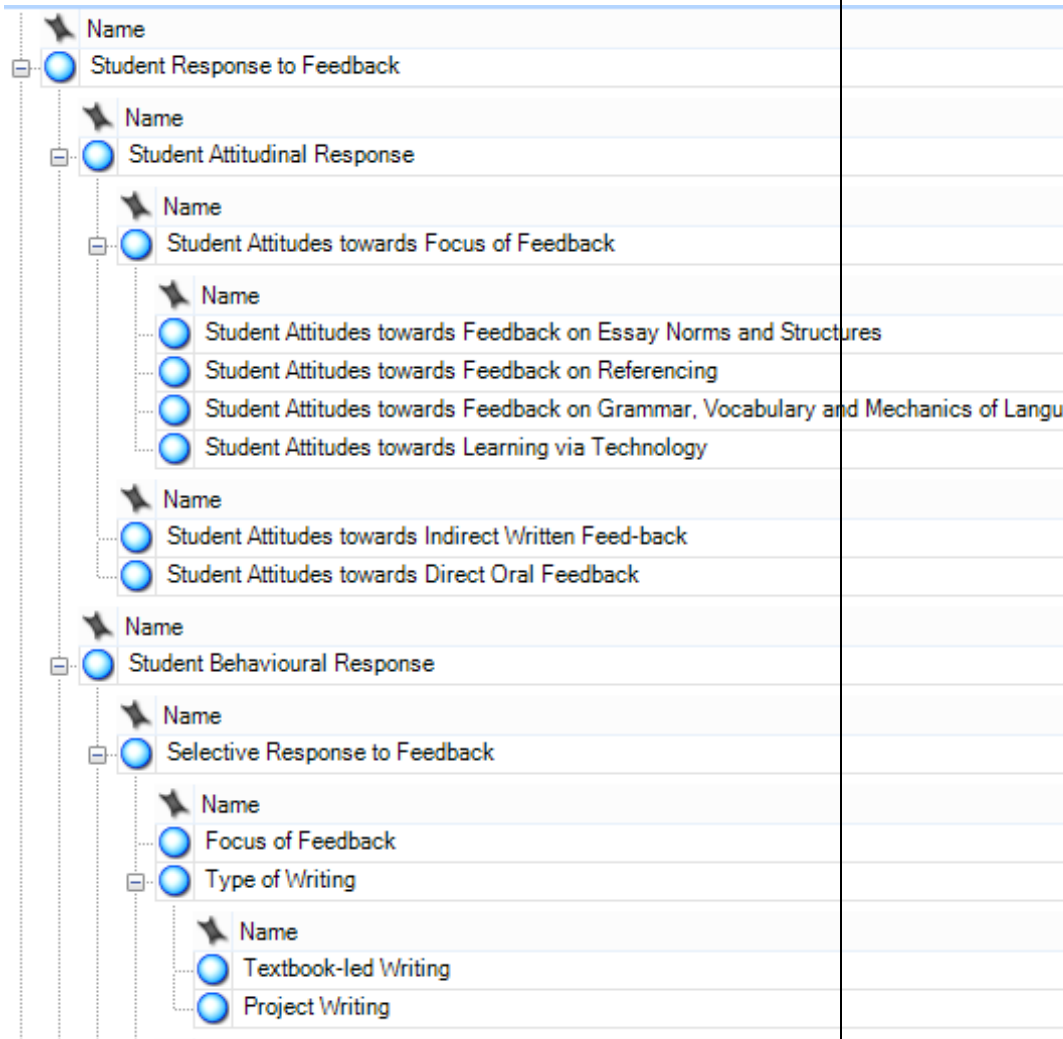 Name
Student Response to Feedback
Name
Student Attitudinal Response
Name
Student Attitudes towards Focus of Feedback
Name
Student Attitudes towards Feedback on Essay Norms and Structures
Student Attitudes towards Feedback on Referencing
Student Attitudes towards Feedback on Grammar, Vocabulary and Mechanics of Langu
Student Attitudes towards Learning via Technology
Name
Student Attitudes towards Indirect Written Feed-back
Student Attitudes towards Direct Oral Feedback
Name
Student Behavioural Response
Name
Selective Response to Feedback
Name
Focus of Feedback
Type of Writing
Name
Textbook-led Writing
Project Writing